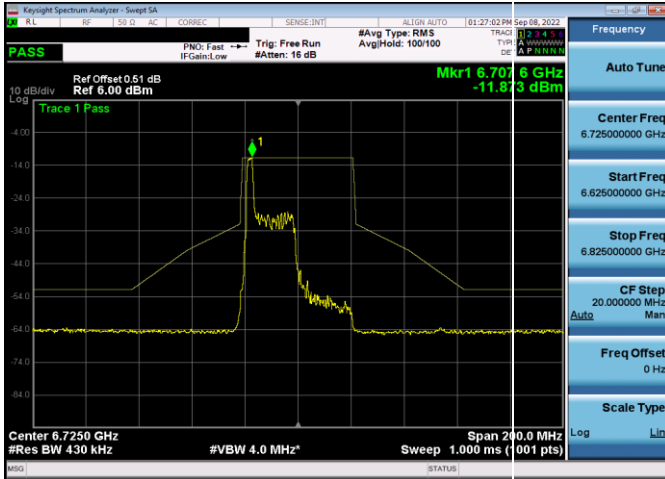 Keysight Spectrum Analyzer - Swept SA
RL RF 50 Ω AC CORREC SENSE:INT ALIGN AUTO 01:27:02 PM Sep 08, 2022
PASS
PNO: Fast
IFGain:Low
Trig: Free Run
#Atten: 16 dB
#Avg Type: RMS
Avg|Hold: 100/100
TRACE 1 2 3 4 5 6
TYPE A WWWWW
DET A P N N N N
Ref Offset 0.51 dB
10 dB/div Ref 6.00 dBm
Mkr1 6.707 6 GHz
-11.873 dBm
Log
Trace 1 Pass
1
-4.00
-14.0
-24.0
-34.0
-44.0
-54.0
-64.0
-74.0
-84.0
Center 6.7250 GHz Span 200.0 MHz
#Res BW 430 kHz #VBW 4.0 MHz* Sweep 1.000 ms (1001 pts)
MSG STATUS
Frequency
Auto Tune
Center Freq
6.725000000 GHz
Start Freq
6.625000000 GHz
Stop Freq
6.825000000 GHz
CF Step
20.000000 MHz
Auto Man
Freq Offset
0 Hz
Scale Type
Log Lin